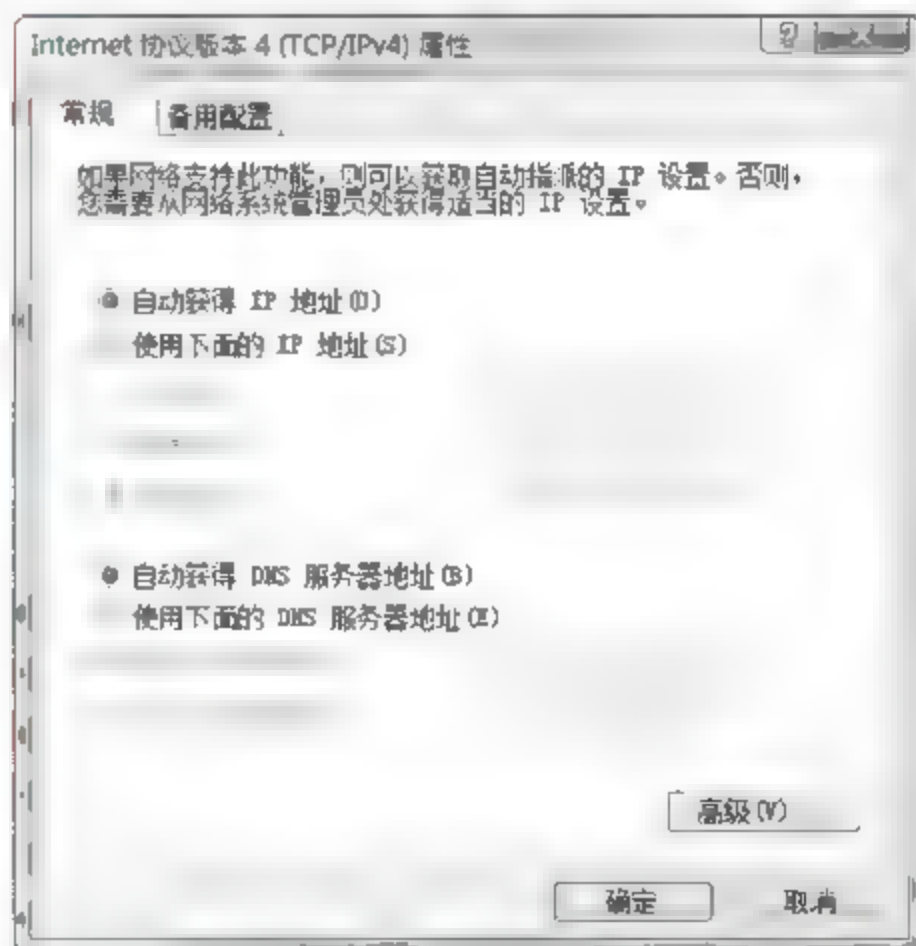 Internet 协议版本 4 (TCP/IPv4) 属性
常规 备用配置
如果网络支持此功能，则可以获取自动指派的 IP 设置。否则，
您需要从网络系统管理员处获得适当的 IP 设置。
自动获得 IP 地址(O)
使用下面的 IP 地址(S)
自动获得 DNS 服务器地址(B)
使用下面的 DNS 服务器地址(E)
高级(V)
确定 取消